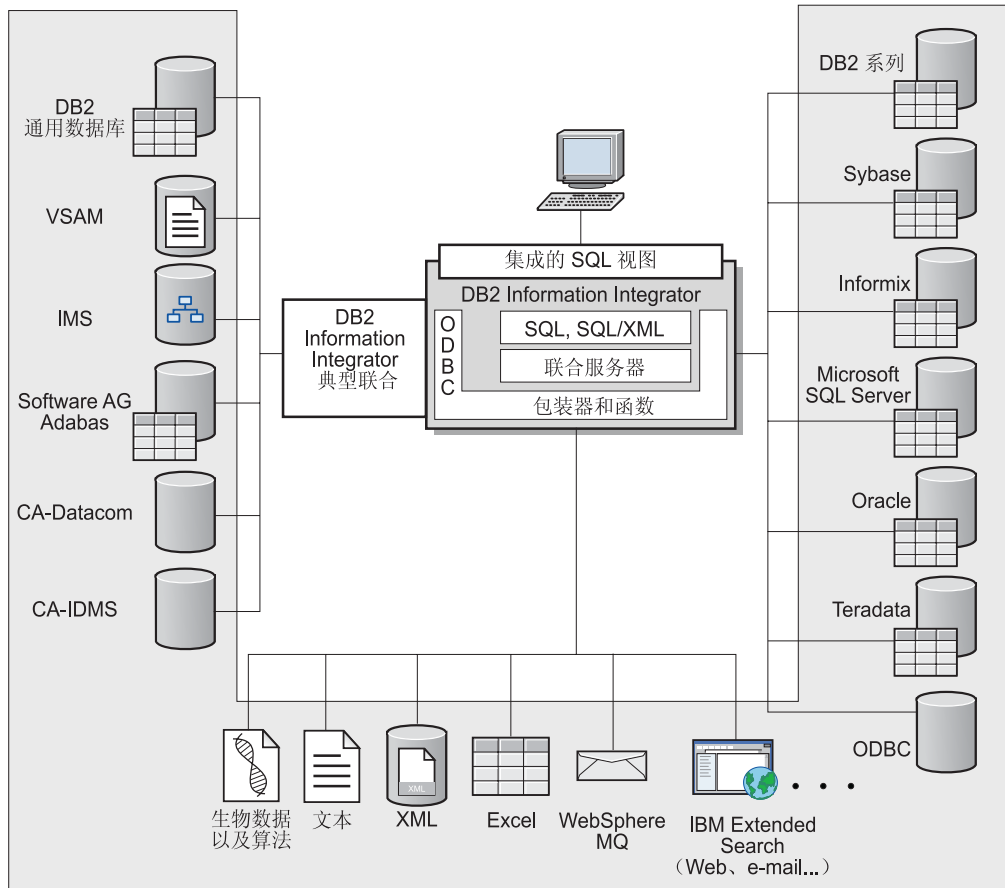 DB2
通用数据库
VSAM
IMS
Software AG
Adabas
CA-Datacom
CA-IDMS
集成的 SQL 视图
DB2 Information Integrator
ODBC
SQL, SQL/XML
联合服务器
包装器和函数
DB2
Information
Integrator
典型联合
DB2 系列
Sybase
Informix
Microsoft
SQL Server
Oracle
Teradata
ODBC
生物数据
以及算法
文本
XML
XML
Excel
WebSphere
MQ
IBM Extended
Search
（Web、e-mail...）